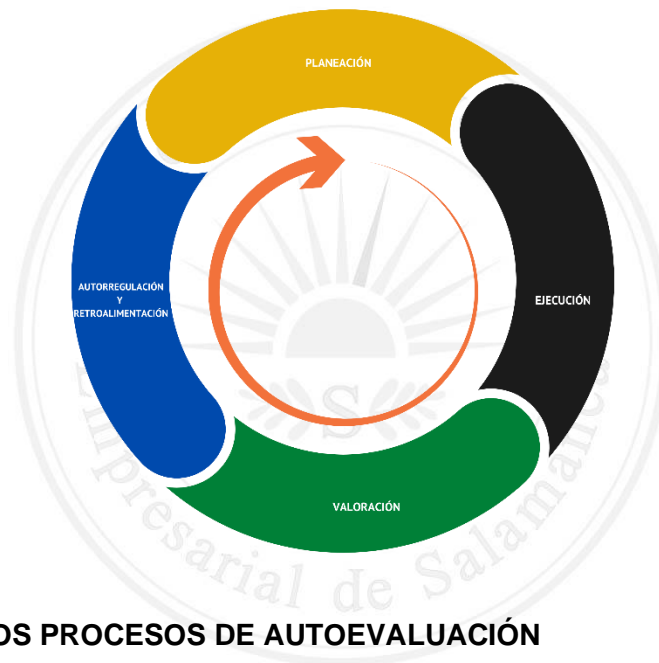 PLANEACIÓN
EJECUCIÓN
AUTORREGULACIÓN
Y
RETROALIMENTACIÓN
VALORACIÓN
S
Empresarial de Salamanca
OS PROCESOS DE AUTOEVALUACIÓN